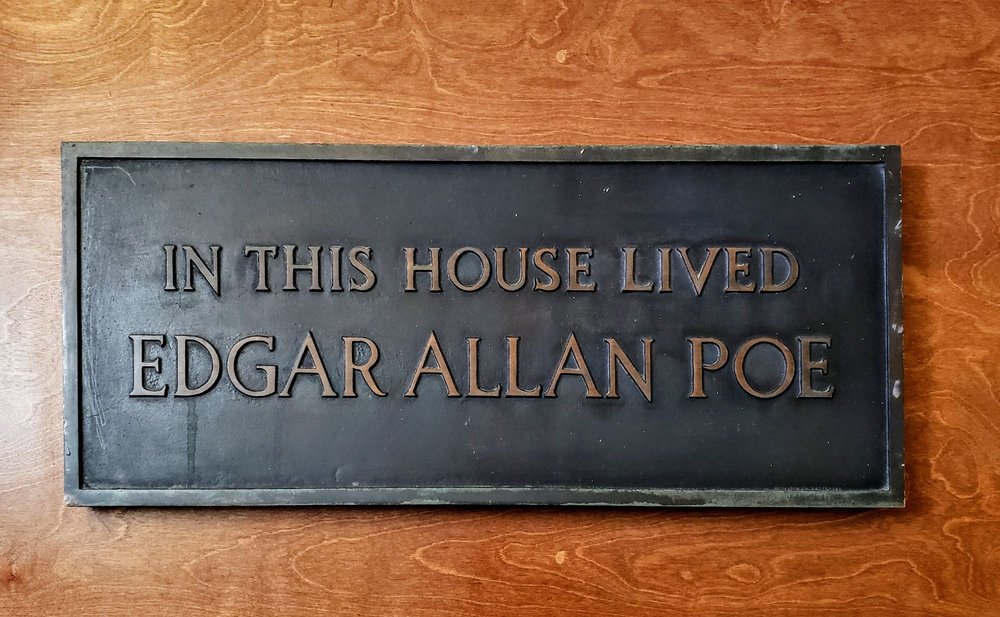 IN THIS HOUSE LIVED
EDGAR ALLAN POE